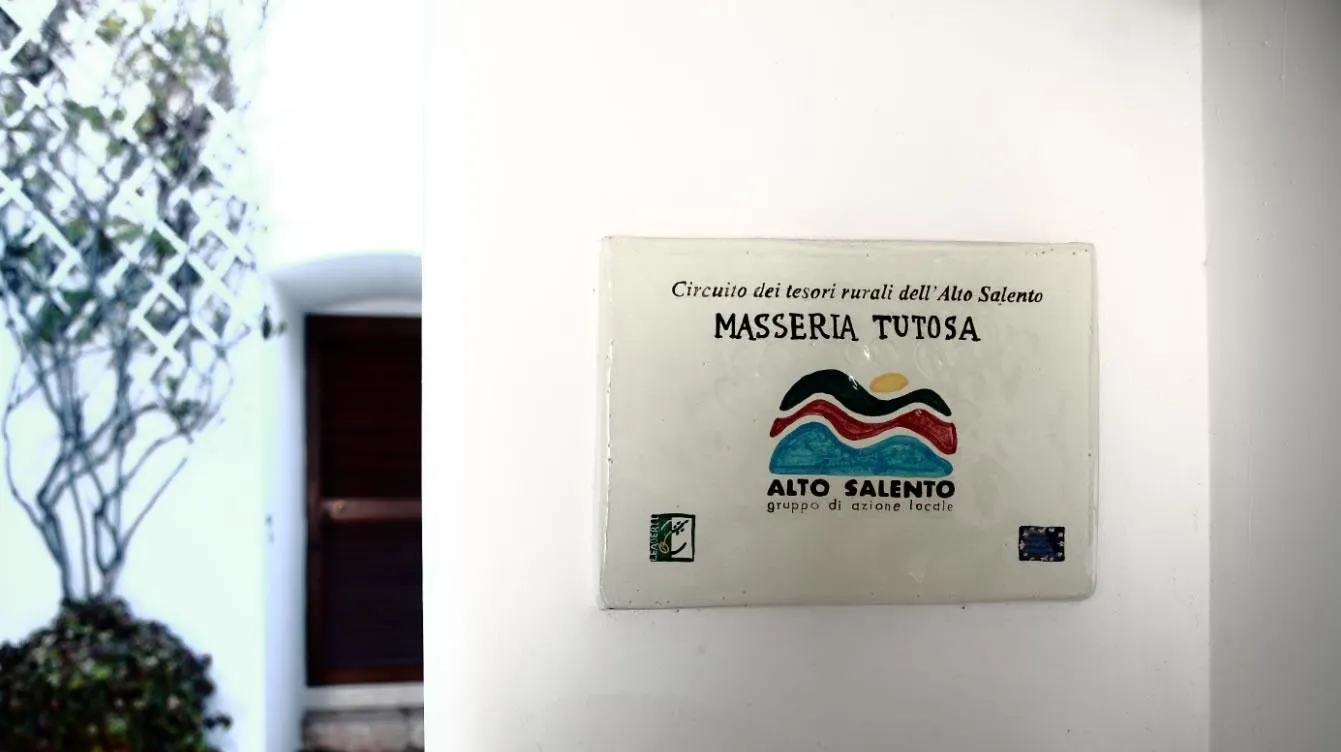 Circuito dei tesori rurali dell'Alto Salento
MASSERIA TUTOSA
ALTO SALENTO
gruppo di azione locale